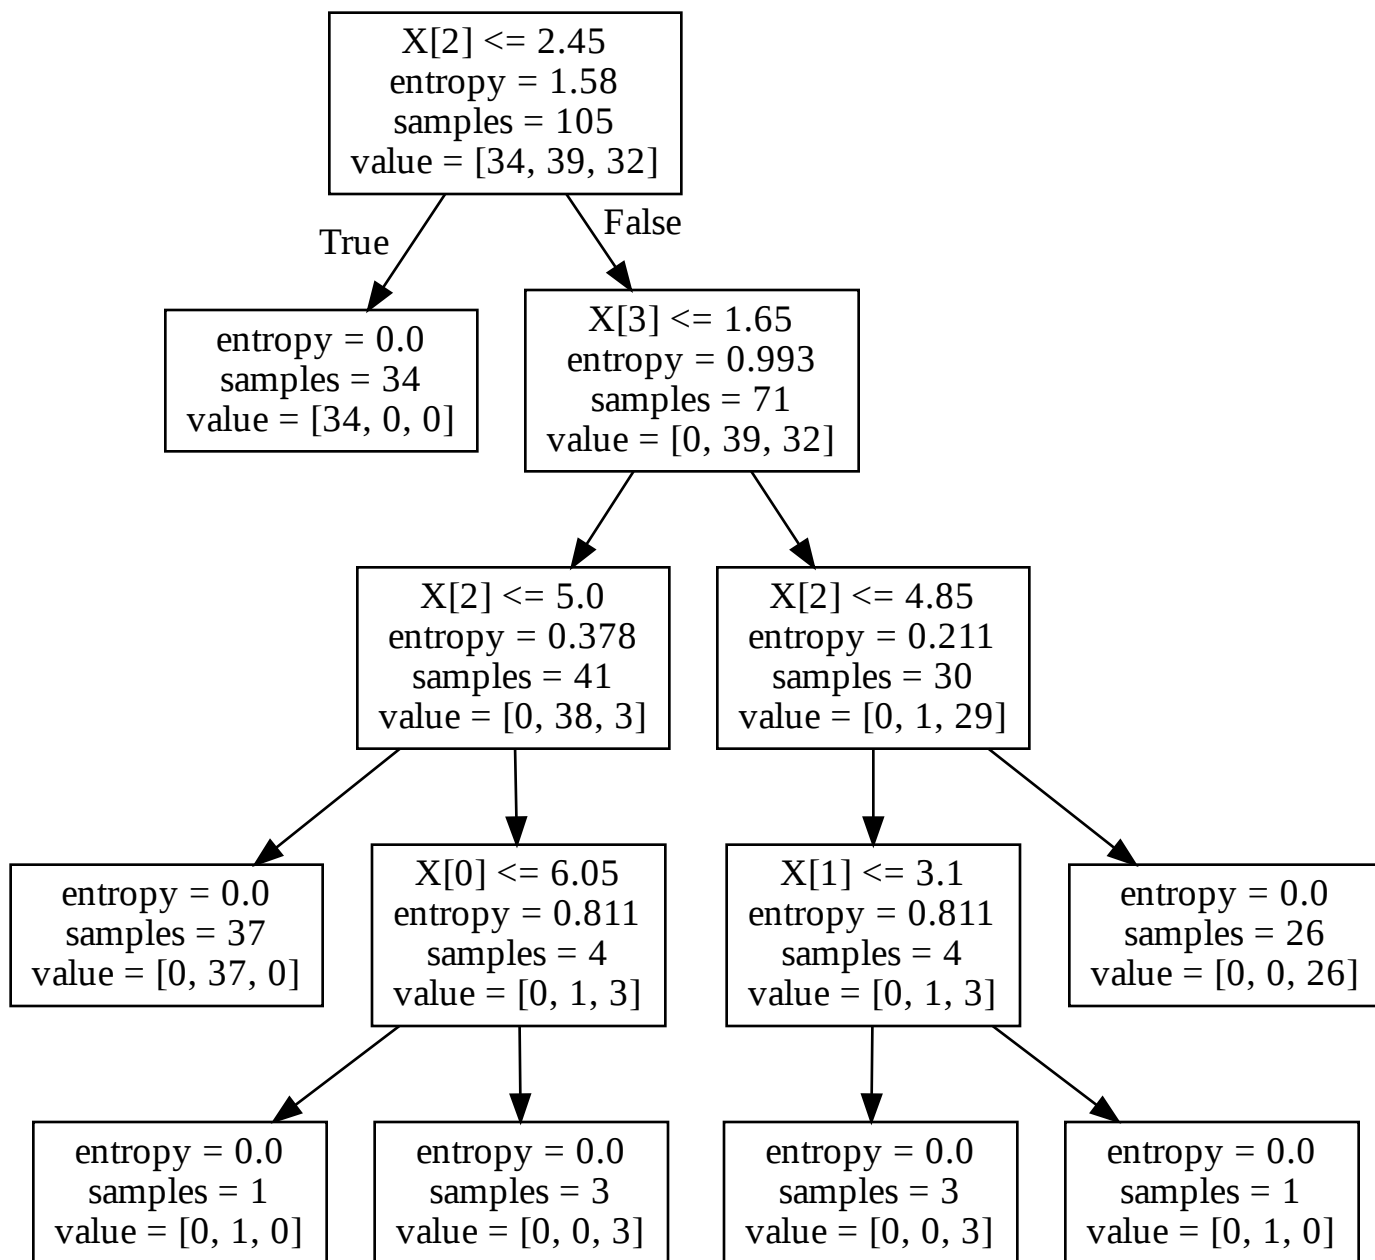 X[2] <= 2.45
entropy = 1.58
samples = 105
value = [34, 39, 32]
True
False
entropy = 0.0
samples = 34
value = [34, 0, 0]
X[3] <= 1.65
entropy = 0.993
samples = 71
value = [0, 39, 32]
X[2] <= 5.0
entropy = 0.378
samples = 41
value = [0, 38, 3]
X[2] <= 4.85
entropy = 0.211
samples = 30
value = [0, 1, 29]
entropy = 0.0
samples = 37
value = [0, 37, 0]
X[0] <= 6.05
entropy = 0.811
samples = 4
value = [0, 1, 3]
X[1] <= 3.1
entropy = 0.811
samples = 4
value = [0, 1, 3]
entropy = 0.0
samples = 26
value = [0, 0, 26]
entropy = 0.0
samples = 1
value = [0, 1, 0]
entropy = 0.0
samples = 3
value = [0, 0, 3]
entropy = 0.0
samples = 3
value = [0, 0, 3]
entropy = 0.0
samples = 1
value = [0, 1, 0]